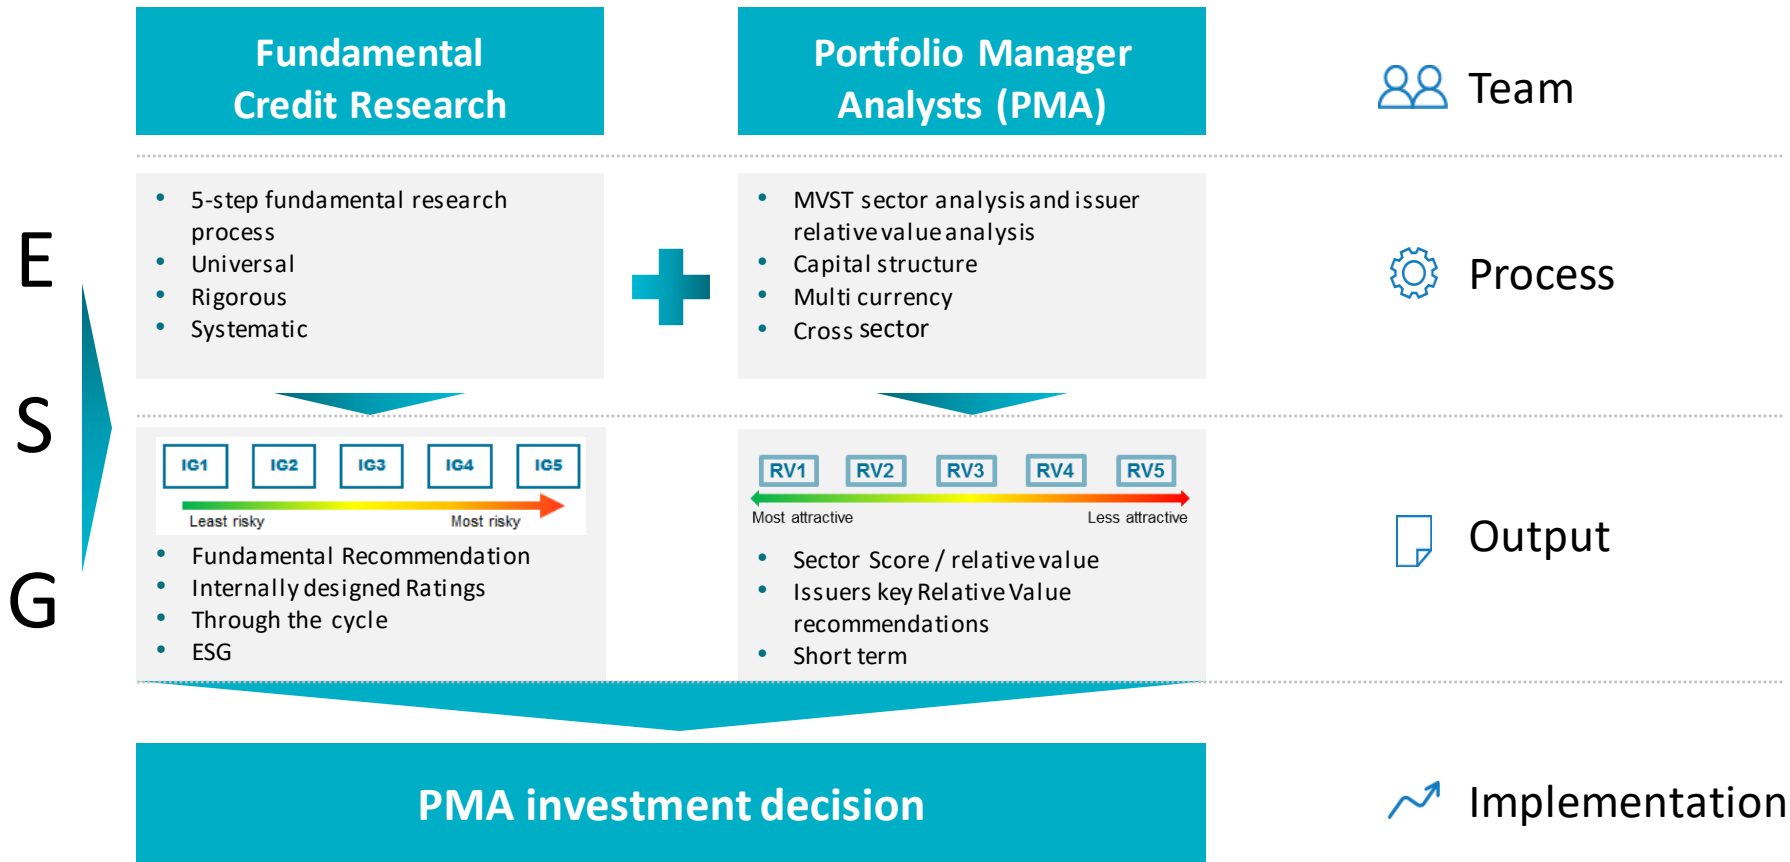 Fundamental
Credit Research
Portfolio Manager
Analysts (PMA)
Team
E
S
G
• 5-step fundamental research
process
• Universal
• Rigorous
• Systematic
• MVST sector analysis and issuer
relative value analysis
• Capital structure
• Multi currency
• Cross sector
Process
IG1 IG2 IG3 IG4 IG5
Least risky Most risky
• Fundamental Recommendation
• Internally designed Ratings
• Through the cycle
• ESG
RV1 RV2 RV3 RV4 RV5
Most attractive Less attractive
• Sector Score / relative value
• Issuers key Relative Value
recommendations
• Short term
Output
PMA investment decision
Implementation